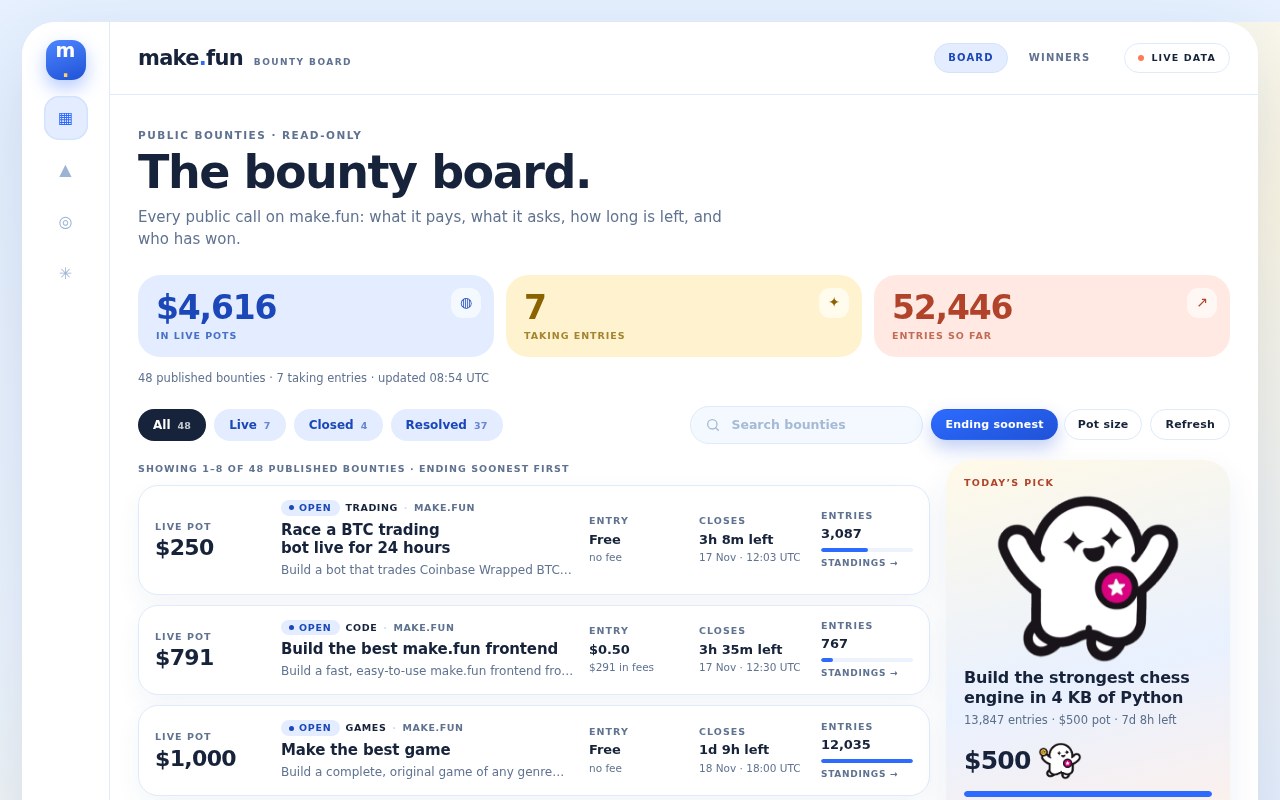 m
.
make.fun BOUNTY BOARD
BOARD
WINNERS
LIVE DATA
PUBLIC BOUNTIES · READ-ONLY
The bounty board.
Every public call on make.fun: what it pays, what it asks, how long is left, and
who has won.
$4,616
IN LIVE POTS
7
TAKING ENTRIES
52,446
ENTRIES SO FAR
48 published bounties · 7 taking entries · updated 08:54 UTC
All 48
Live 7
Closed 4
Resolved 37
Search bounties
Ending soonest
Pot size
Refresh
SHOWING 1–8 OF 48 PUBLISHED BOUNTIES · ENDING SOONEST FIRST
LIVE POT
$250
OPEN TRADING · MAKE.FUN
Race a BTC trading
bot live for 24 hours
Build a bot that trades Coinbase Wrapped BTC…
ENTRY
Free
no fee
CLOSES
3h 8m left
17 Nov · 12:03 UTC
ENTRIES
3,087
STANDINGS →
LIVE POT
$791
OPEN CODE · MAKE.FUN
Build the best make.fun frontend
Build a fast, easy-to-use make.fun frontend fro…
ENTRY
$0.50
$291 in fees
CLOSES
3h 35m left
17 Nov · 12:30 UTC
ENTRIES
767
STANDINGS →
LIVE POT
$1,000
OPEN GAMES · MAKE.FUN
Make the best game
Build a complete, original game of any genre…
ENTRY
Free
no fee
CLOSES
1d 9h left
18 Nov · 18:00 UTC
ENTRIES
12,035
STANDINGS →
TODAY'S PICK
Build the strongest chess
engine in 4 KB of Python
13,847 entries · $500 pot · 7d 8h left
$500